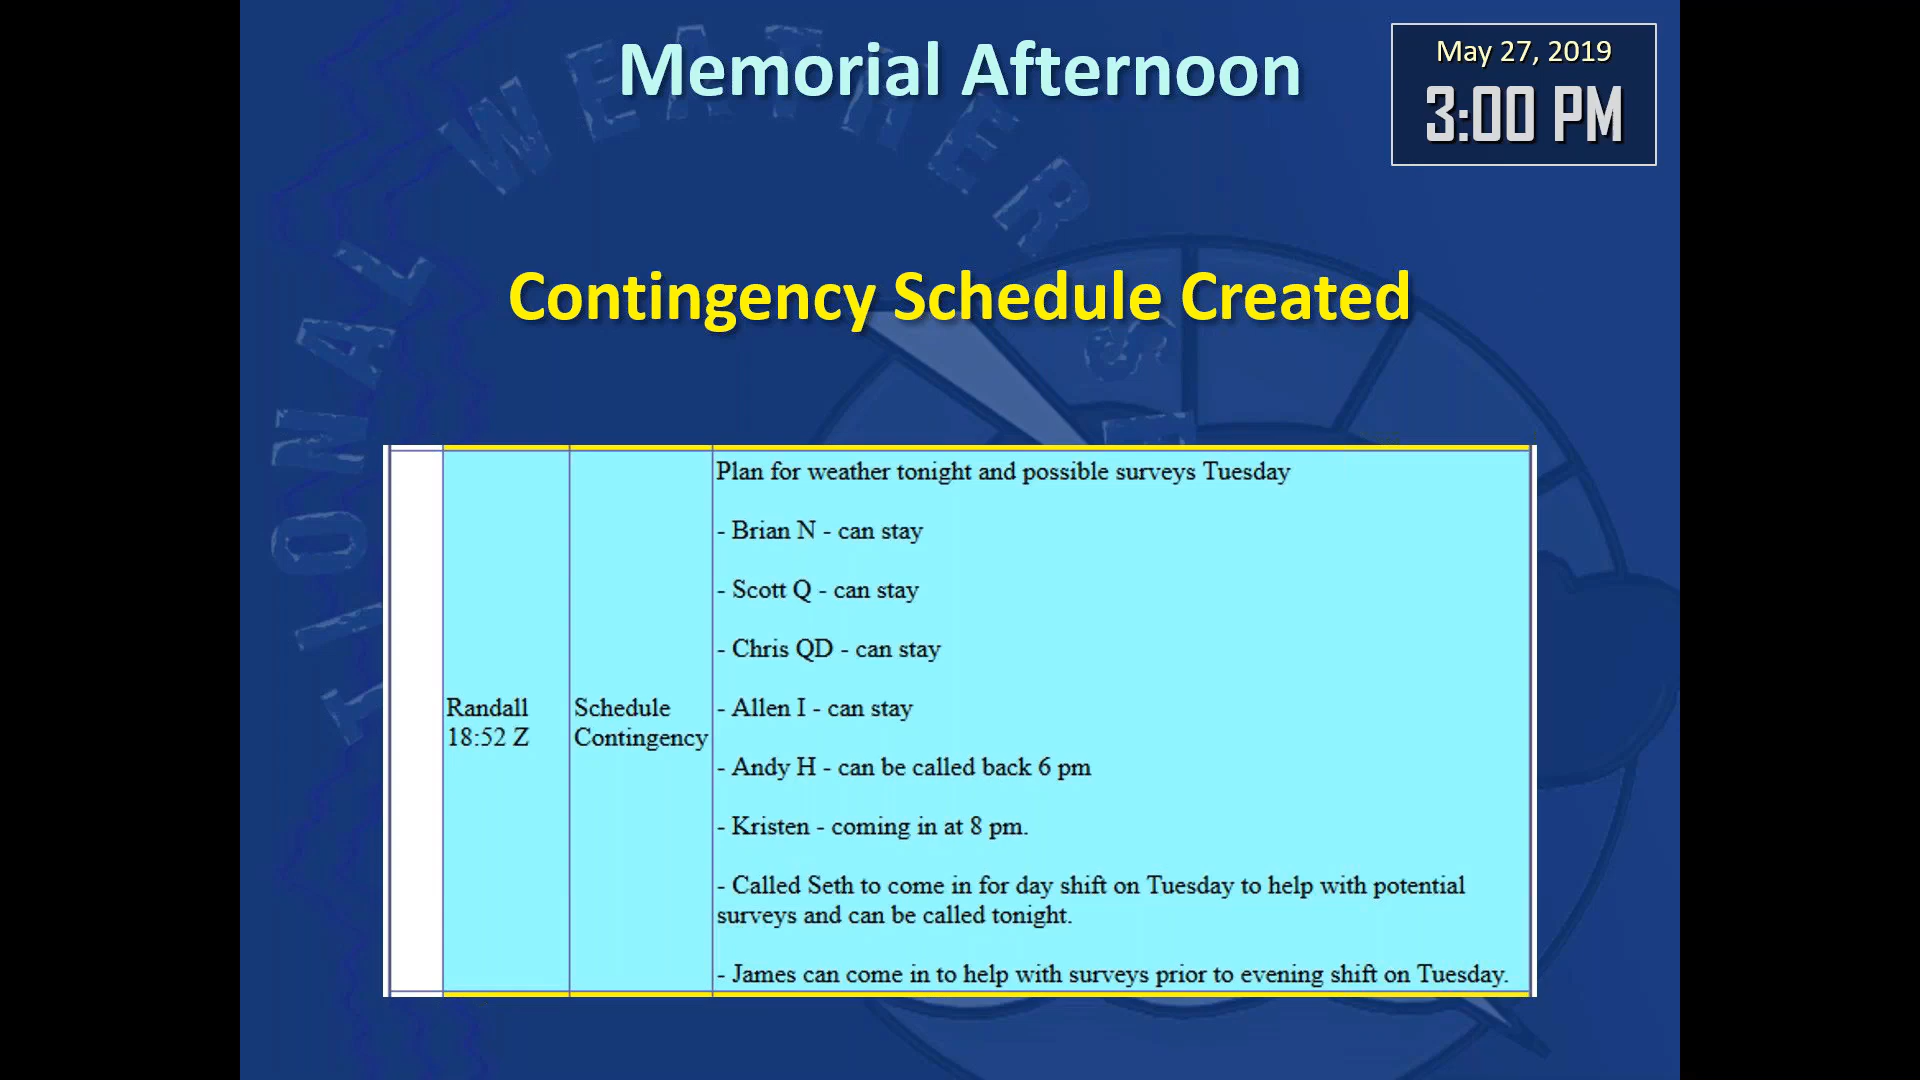 Memorial Afternoon
May 27, 2019
3:00 PM
NATIONAL WEATHER SE
Contingency Schedule Created
Randall
18:52 Z
Schedule
Contingency
Plan for weather tonight and possible surveys Tuesday
- Brian N - can stay
- Scott Q - can stay
- Chris QD - can stay
- Allen I - can stay
- Andy H - can be called back 6 pm
- Kristen - coming in at 8 pm.
- Called Seth to come in for day shift on Tuesday to help with potential
surveys and can be called tonight.
- James can come in to help with surveys prior to evening shift on Tuesday.